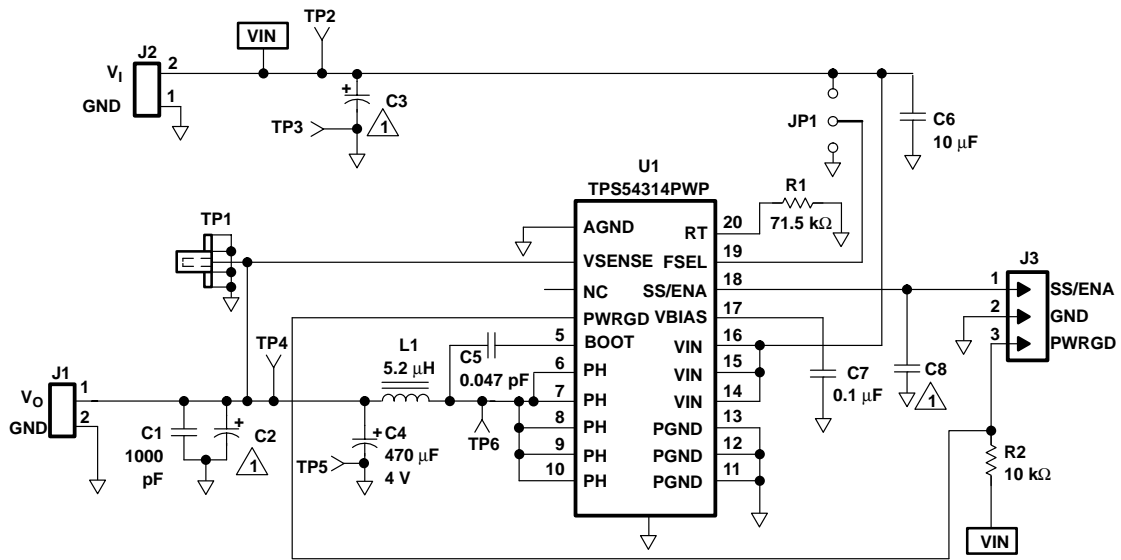 TP2
VIN
J2
2
VI
1
GND
+
C3
1
TP3
JP1
C6
10 µF
U1
TPS54314PWP
R1
71.5 kΩ
TP1
AGND
RT
20
VSENSE
FSEL
19
NC
SS/ENA
18
PWRGD
VBIAS
17
5
BOOT
VIN
16
6
PH
VIN
15
7
PH
VIN
14
8
PH
PGND
13
9
PH
PGND
12
10
PH
PGND
11
J3
1
SS/ENA
2
GND
3
PWRGD
TP4
L1
5.2 µH
C5
0.047 pF
C7
0.1 µF
C8
1
J1
1
VO
2
GND
C1
1000
pF
+
C2
1
+
C4
470 µF
4 V
TP5
TP6
R2
10 kΩ
VIN